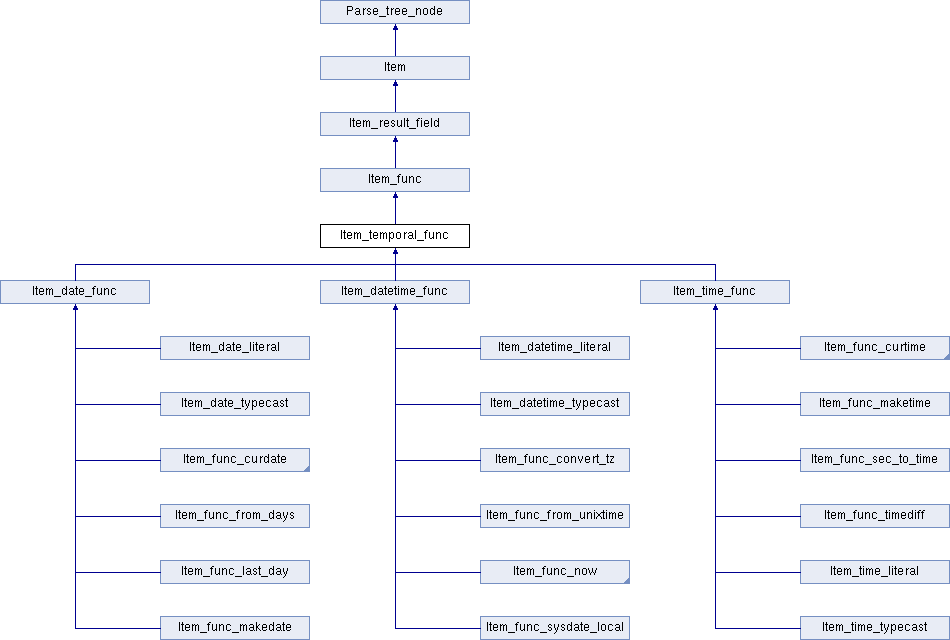 Parse_tree_node
Item
Item_result_field
Item_func
Item_temporal_func
Item_date_func
Item_datetime_func
Item_time_func
Item_date_literal
Item_datetime_literal
Item_func_curtime
Item_date_typecast
Item_datetime_typecast
Item_func_maketime
Item_func_curdate
Item_func_convert_tz
Item_func_sec_to_time
Item_func_from_days
Item_func_from_unixtime
Item_func_timediff
Item_func_last_day
Item_func_now
Item_time_literal
Item_func_makedate
Item_func_sysdate_local
Item_time_typecast